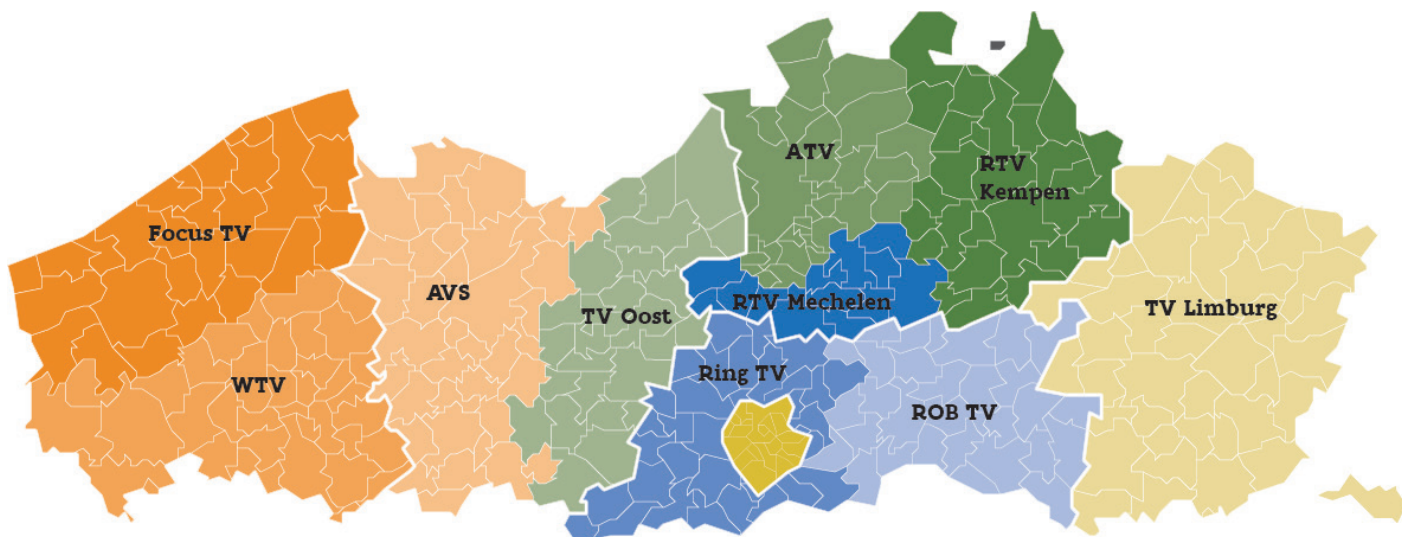 ATV
RTV
Kempen
Focus TV
AVS
RTV Mechelen
TV Oost
TV Limburg
WTV
Ring TV
ROB TV